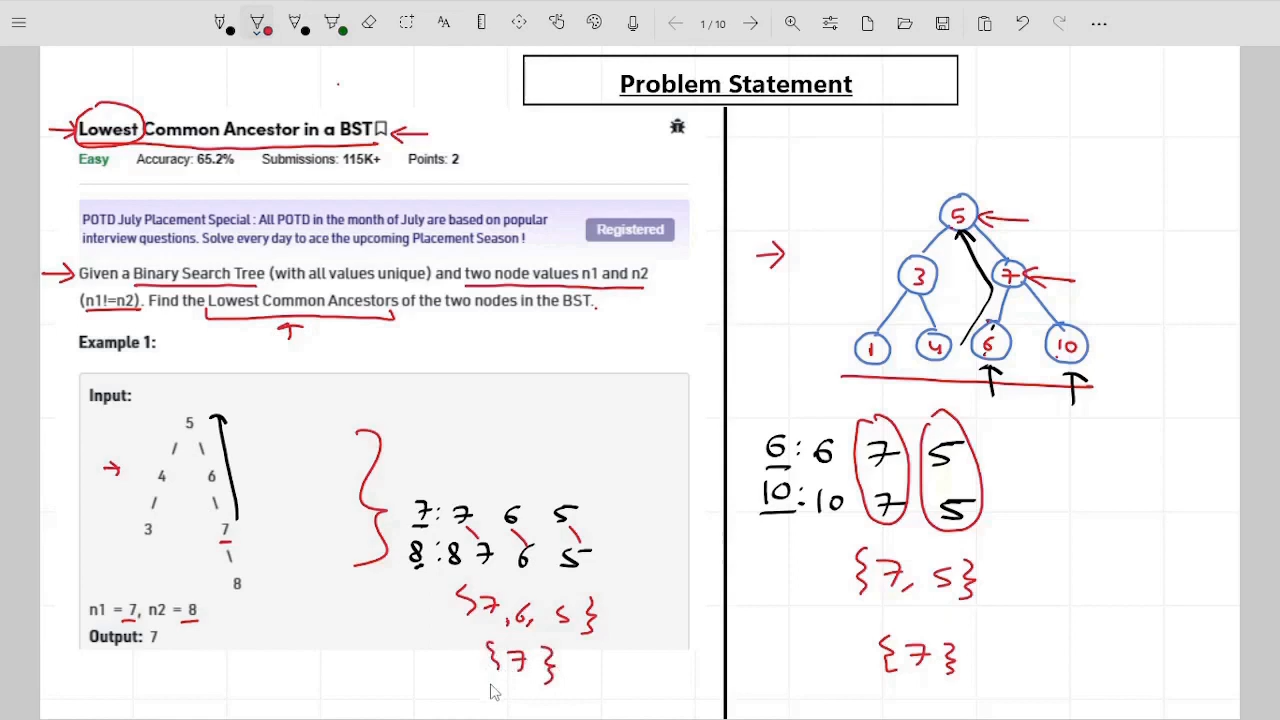 1 / 10
Problem Statement
Lowest Common Ancestor in a BST
Easy Accuracy: 65.2% Submissions: 115K+ Points: 2
POTD July Placement Special : All POTD in the month of July are based on popular
interview questions. Solve every day to ace the upcoming Placement Season !
Registered
Given a Binary Search Tree (with all values unique) and two node values n1 and n2
(n1!=n2). Find the Lowest Common Ancestors of the two nodes in the BST.
Example 1:
Input:
5
/ \
4 6
/ \
3 7
\
8
n1 = 7, n2 = 8
Output: 7
7: 7 6 5
8: 8 7 6 5
{7, 6, 5}
{7}
5
3 7
1 4 6 10
6: 6 7 5
10: 10 7 5
{7, 5}
{7}